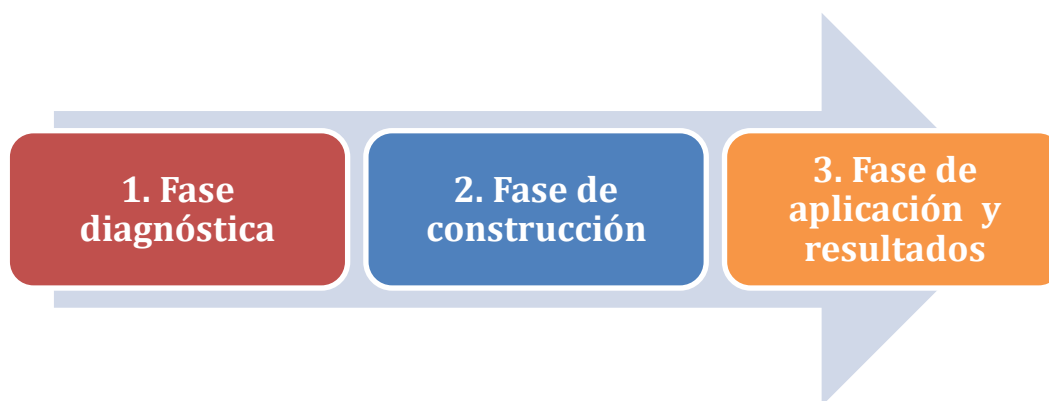 1. Fase
diagnóstica
2. Fase de
construcción
3. Fase de
aplicación y
resultados